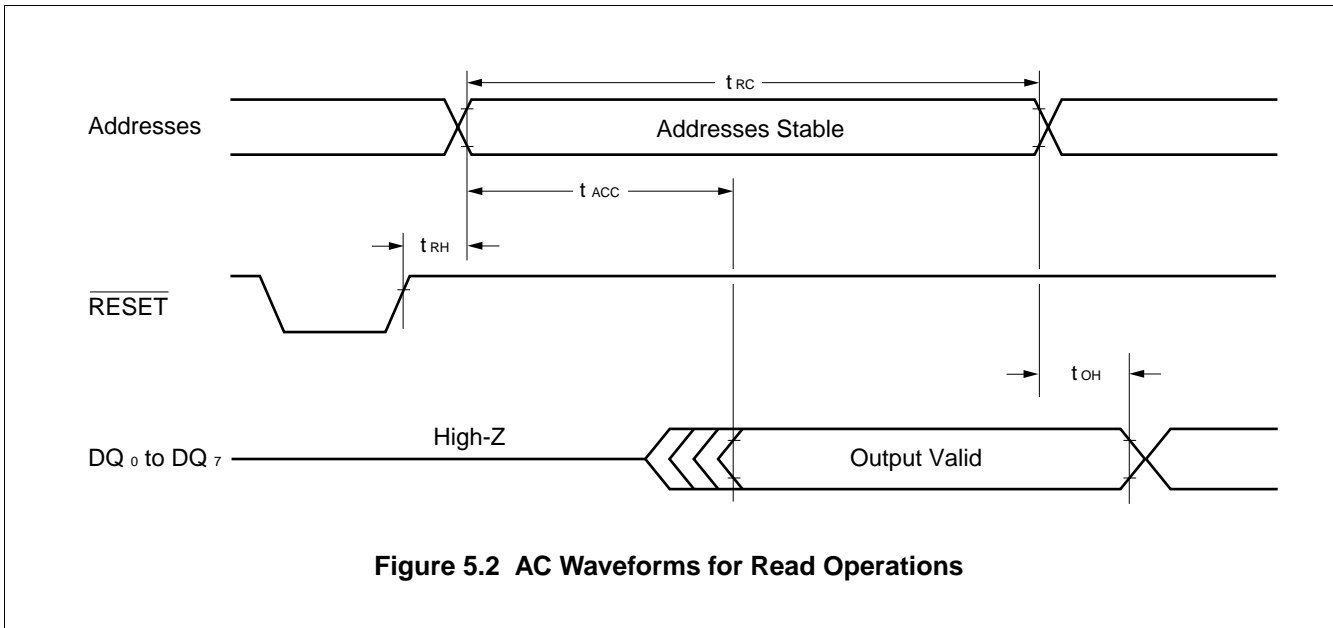 t RC
Addresses
Addresses Stable
t ACC
t RH
RESET
t OH
High-Z
DQ 0 to DQ 7
Output Valid
Figure 5.2 AC Waveforms for Read Operations